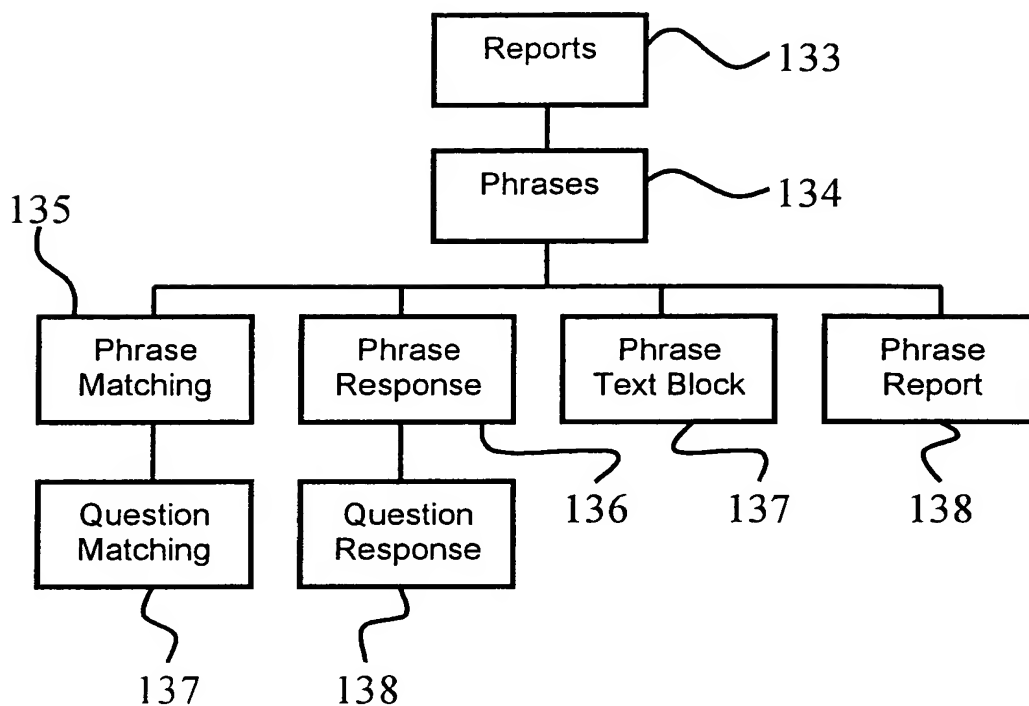 Reports
133
Phrases
134
135
Phrase
Matching
Phrase
Response
Phrase
Text Block
Phrase
Report
136
137
138
Question
Matching
Question
Response
137
138